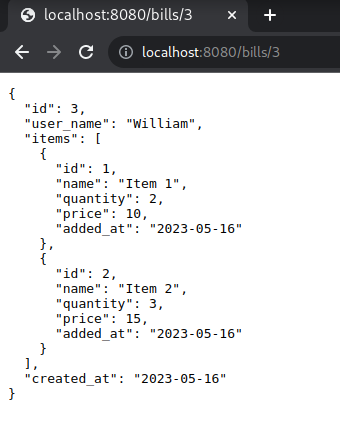 localhost:8080/bills/3
localhost:8080/bills/3
{
  "id": 3,
  "user_name": "William",
  "items": [
    {
      "id": 1,
      "name": "Item 1",
      "quantity": 2,
      "price": 10,
      "added_at": "2023-05-16"
    },
    {
      "id": 2,
      "name": "Item 2",
      "quantity": 3,
      "price": 15,
      "added_at": "2023-05-16"
    }
  ],
  "created_at": "2023-05-16"
}